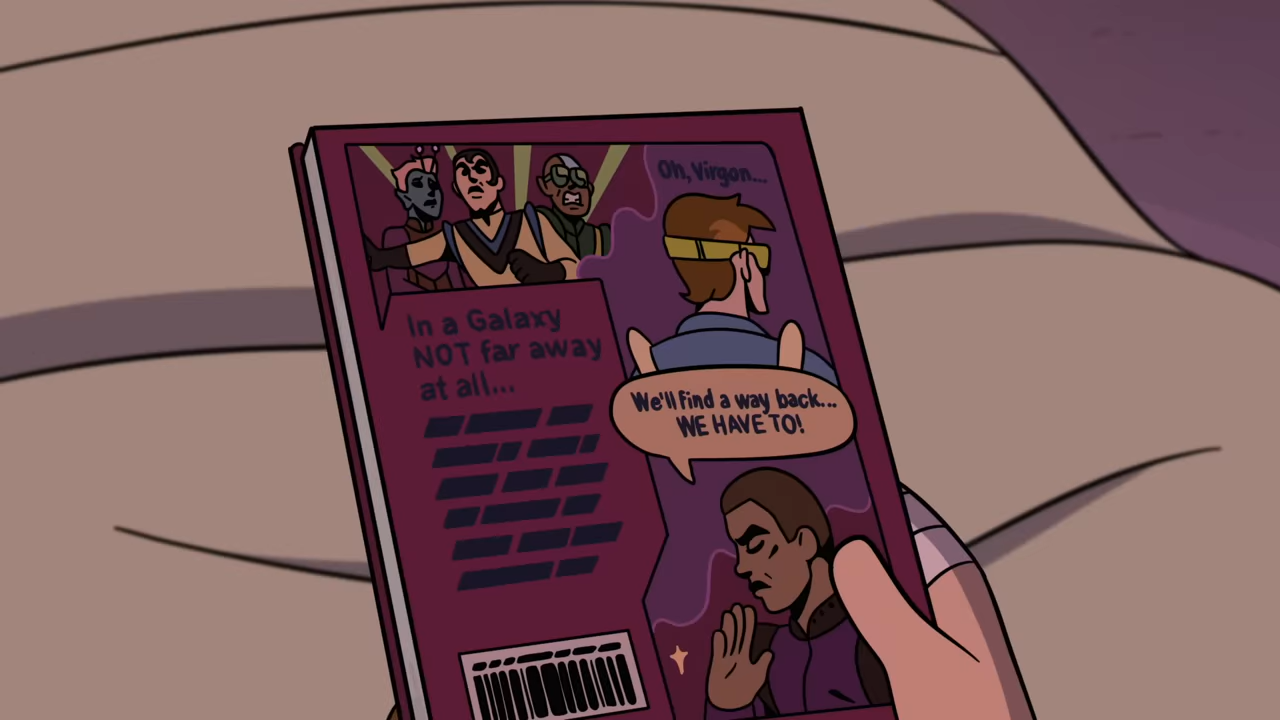 Oh, Virgon...
In a Galaxy
NOT far away
at all...
We'll find a way back...
WE HAVE TO!